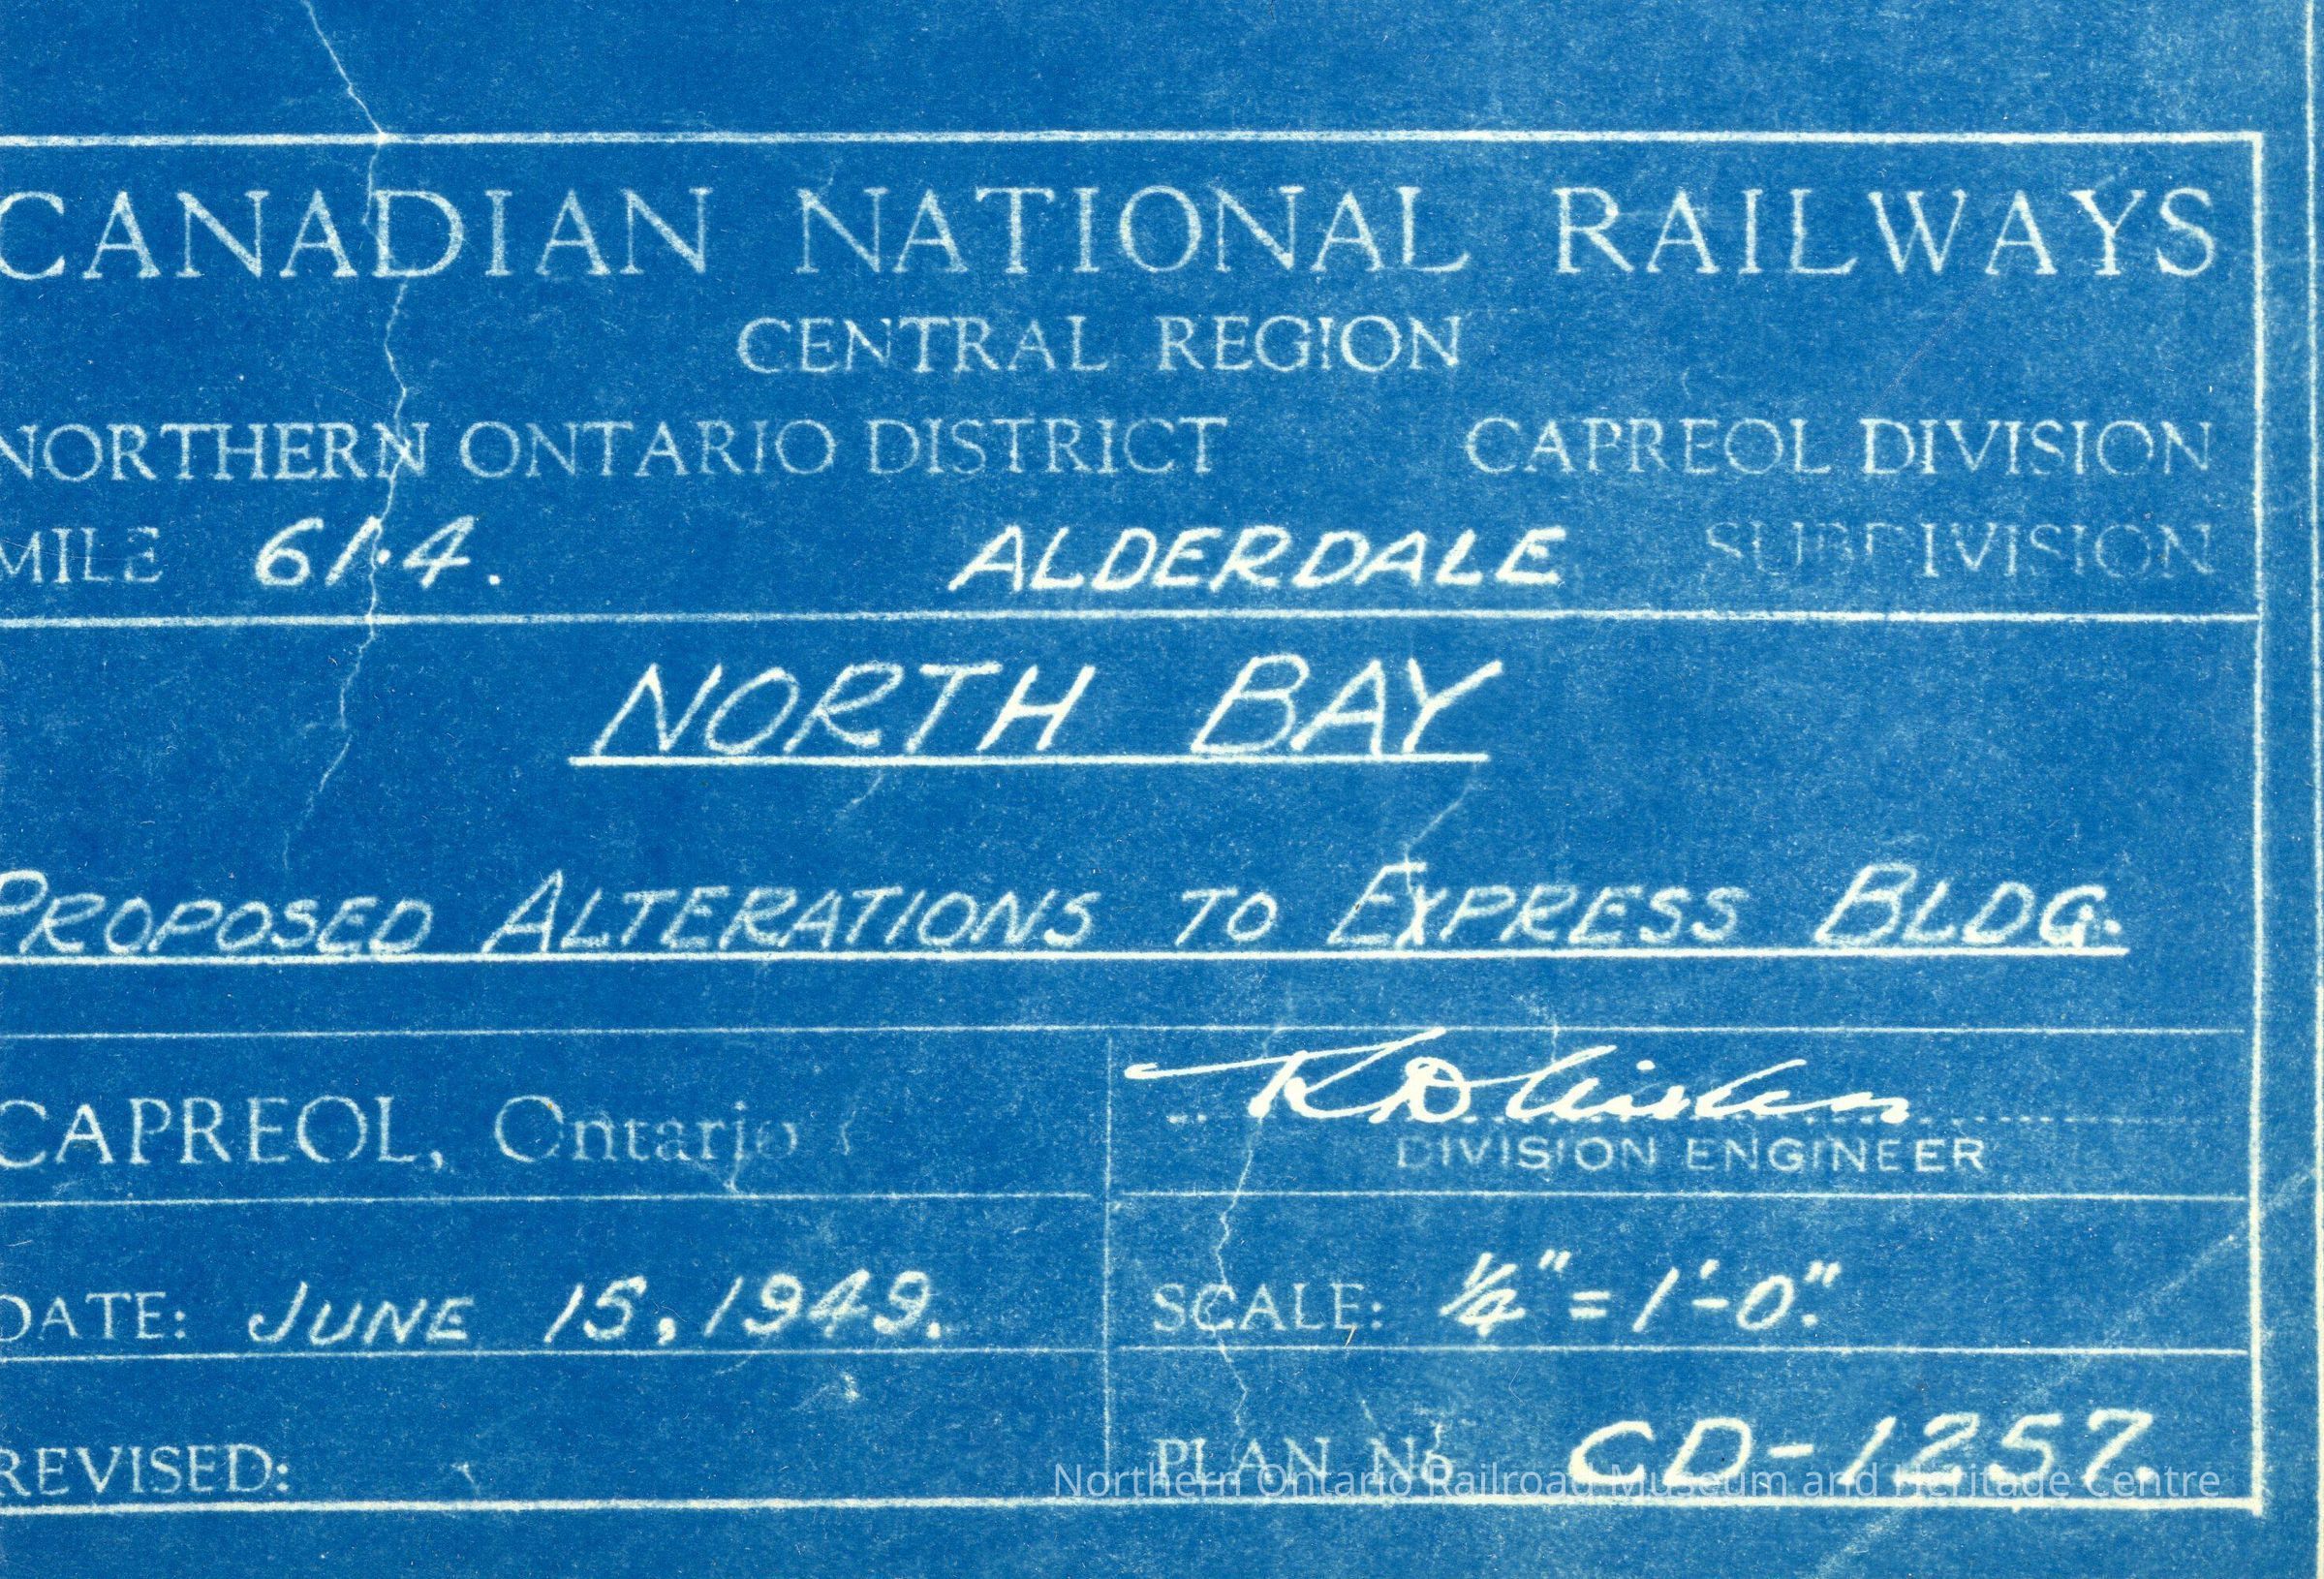 CANADIAN NATIONAL RAILWAYS
CENTRAL REGION
NORTHERN ONTARIO DISTRICT CAPREOL DIVISION
MILE 61.4. ALDERDALE SUBDIVISION
NORTH BAY
PROPOSED ALTERATIONS TO EXPRESS BLDG.
CAPREOL, Ontario
DIVISION ENGINEER
DATE: JUNE 15, 1949. SCALE: 1/4" = 1'-0".
REVISED: PLAN No. CD-1257.
Northern Ontario Railroad Museum and Heritage Centre